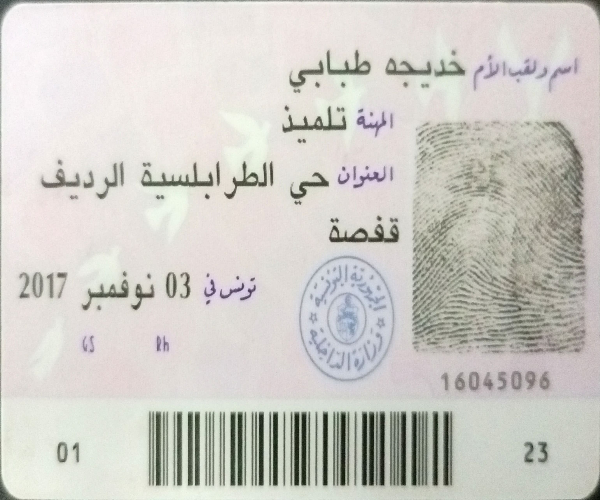 اسم ولقب الأم خديجه طبابي
المهنة تلميذ
العنوان حي الطرابلسية الرديف
قفصة
تونس في 03 نوفمبر 2017
GS Rh
الجمهورية التونسية
وزارة الداخلية
16045096
01 23